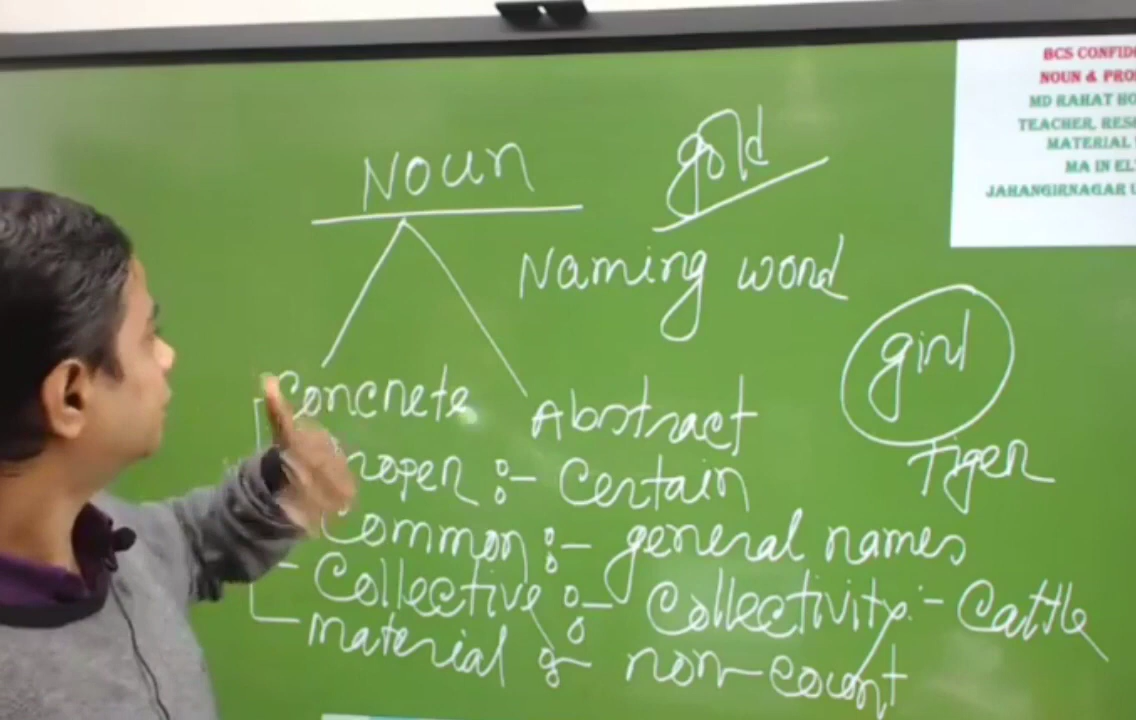 BCS CONFID
NOUN & PRO
MD RAHAT HO
TEACHER, RES
MATERIAL
MA IN EL
JAHANGIRNAGAR U
Noun
gold
Naming word
girl
Tiger
Concrete
Abstract
roper :- Certain
Common :- general names
Collective :- Collectivity :- Cattle
material :- non-count